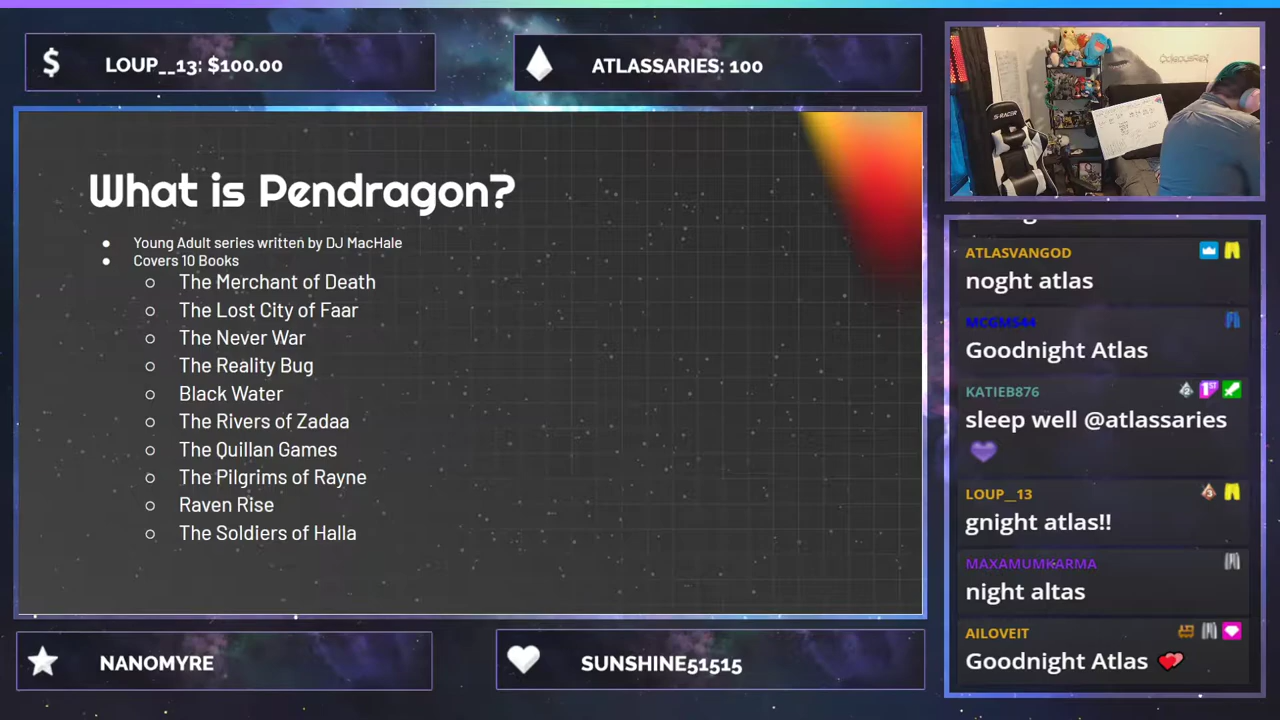 LOUP__13: $100.00
ATLASSARIES: 100
What is Pendragon?
● Young Adult series written by DJ MacHale
● Covers 10 Books
○ The Merchant of Death
○ The Lost City of Faar
○ The Never War
○ The Reality Bug
○ Black Water
○ The Rivers of Zadaa
○ The Quillan Games
○ The Pilgrims of Rayne
○ Raven Rise
○ The Soldiers of Halla
ATLASVANGOD
noght atlas
Goodnight Atlas
KATIEB876
sleep well @atlassaries
LOUP__13
gnight atlas!!
MAXAMUMKARMA
night altas
AILOVEIT
Goodnight Atlas
NANOMYRE
SUNSHINE51515